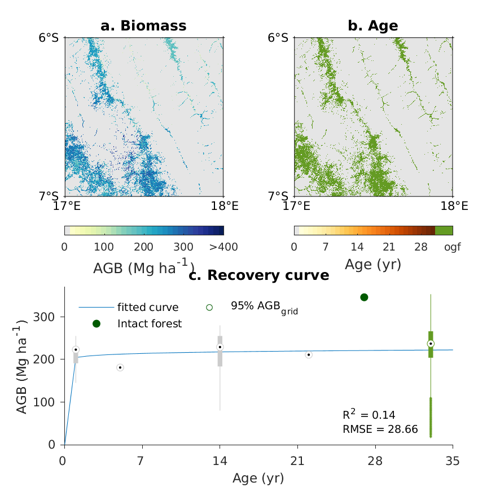 a. Biomass
b. Age
6°S
6°S
7°S
7°S
17°E
18°E
17°E
18°E
0
100
200
300
>400
0
7
14
21
28
ogf
AGB (Mg ha⁻¹)
Age (yr)
c. Recovery curve
fitted curve
95% AGBgrid
Intact forest
300
200
100
0
AGB (Mg ha⁻¹)
R² = 0.14
RMSE = 28.66
0
7
14
21
28
35
Age (yr)